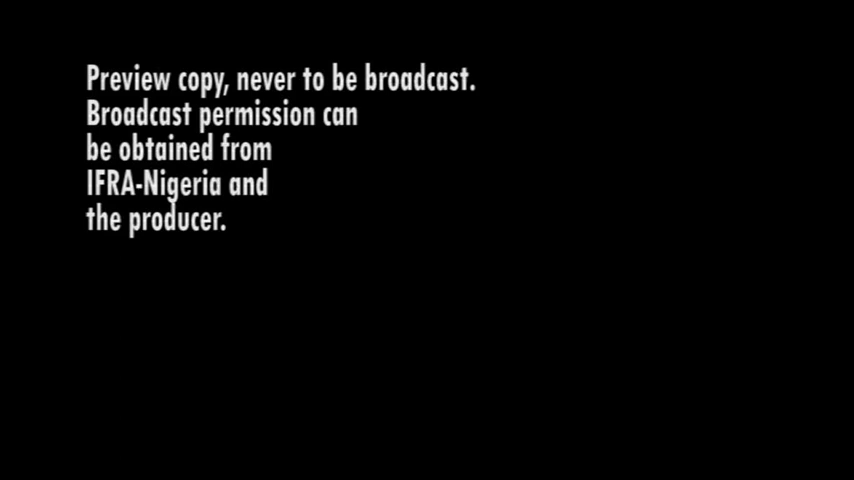 Preview copy, never to be broadcast.
Broadcast permission can
be obtained from
IFRA-Nigeria and
the producer.